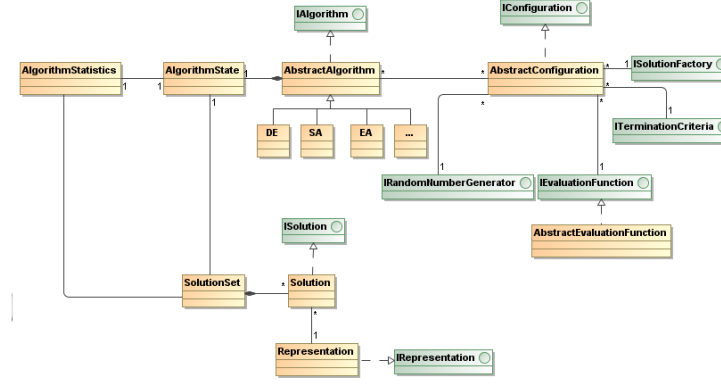 IAlgorithm
IConfiguration
AlgorithmStatistics
AlgorithmState
AbstractAlgorithm
AbstractConfiguration
ISolutionFactory
1
1
1
*
*
*
1
*
*
*
*
1
1
DE
SA
EA
...
ITerminationCriteria
1
1
IRandomNumberGenerator
IEvaluationFunction
ISolution
AbstractEvaluationFunction
SolutionSet
*
Solution
*
1
Representation
IRepresentation